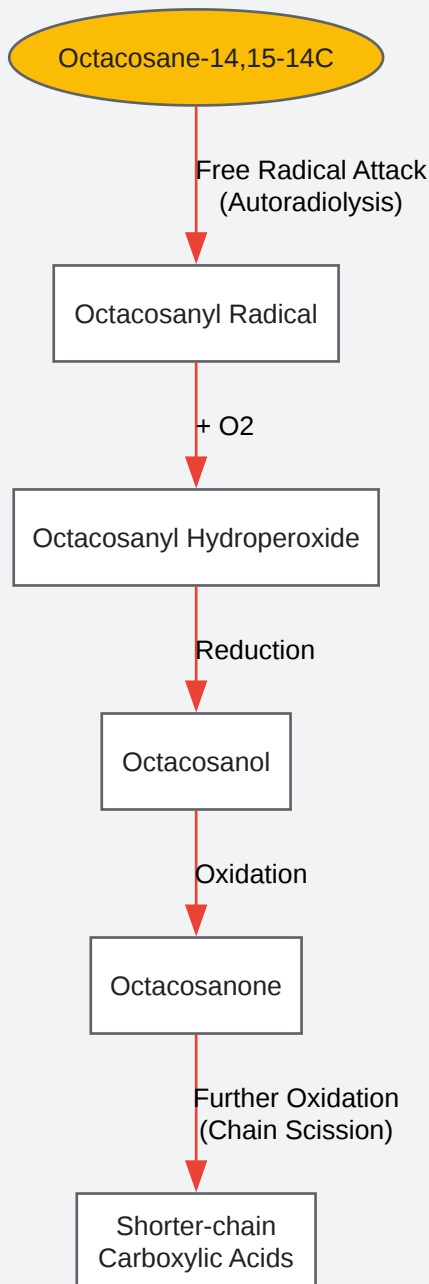 Octacosane-14,15-14C
Free Radical Attack
(Autoradiolysis)
Octacosanyl Radical
+ O2
Octacosanyl Hydroperoxide
Reduction
Octacosanol
Oxidation
Octacosanone
Further Oxidation
(Chain Scission)
Shorter-chain
Carboxylic Acids